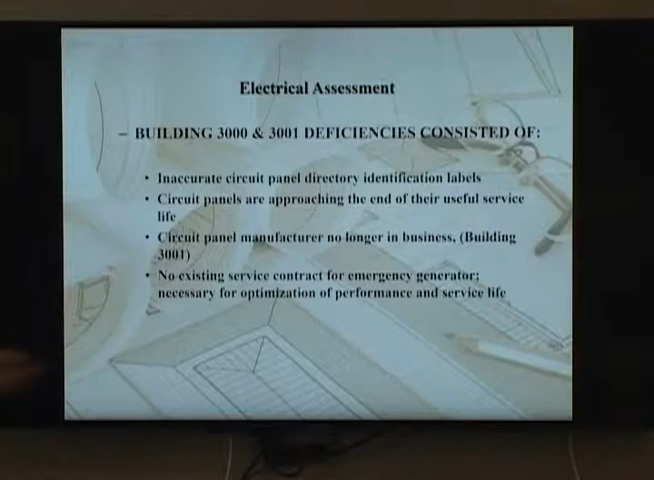 Electrical Assessment
– BUILDING 3000 & 3001 DEFICIENCIES CONSISTED OF:
• Inaccurate circuit panel directory identification labels
• Circuit panels are approaching the end of their useful service
life
• Circuit panel manufacturer no longer in business, (Building
3001)
• No existing service contract for emergency generator;
necessary for optimization of performance and service life